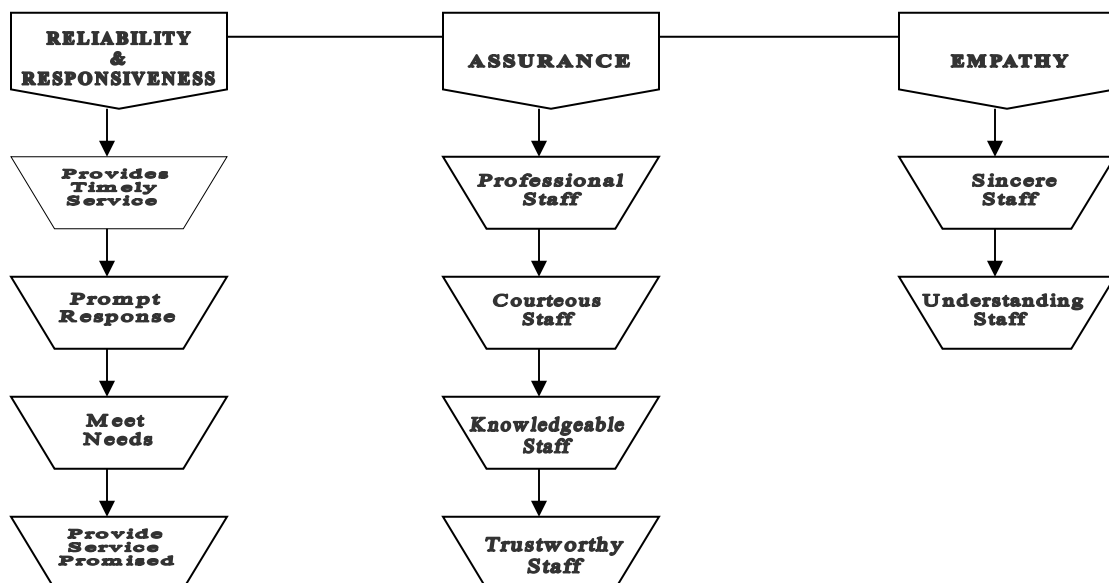 RELIABILITY
&
RESPONSIVENESS
ASSURANCE
EMPATHY
Provides
Timely
Service
Professional
Staff
Sincere
Staff
Prompt
Response
Courteous
Staff
Understanding
Staff
Meet
Needs
Knowledgeable
Staff
Provide
Service
Promised
Trustworthy
Staff